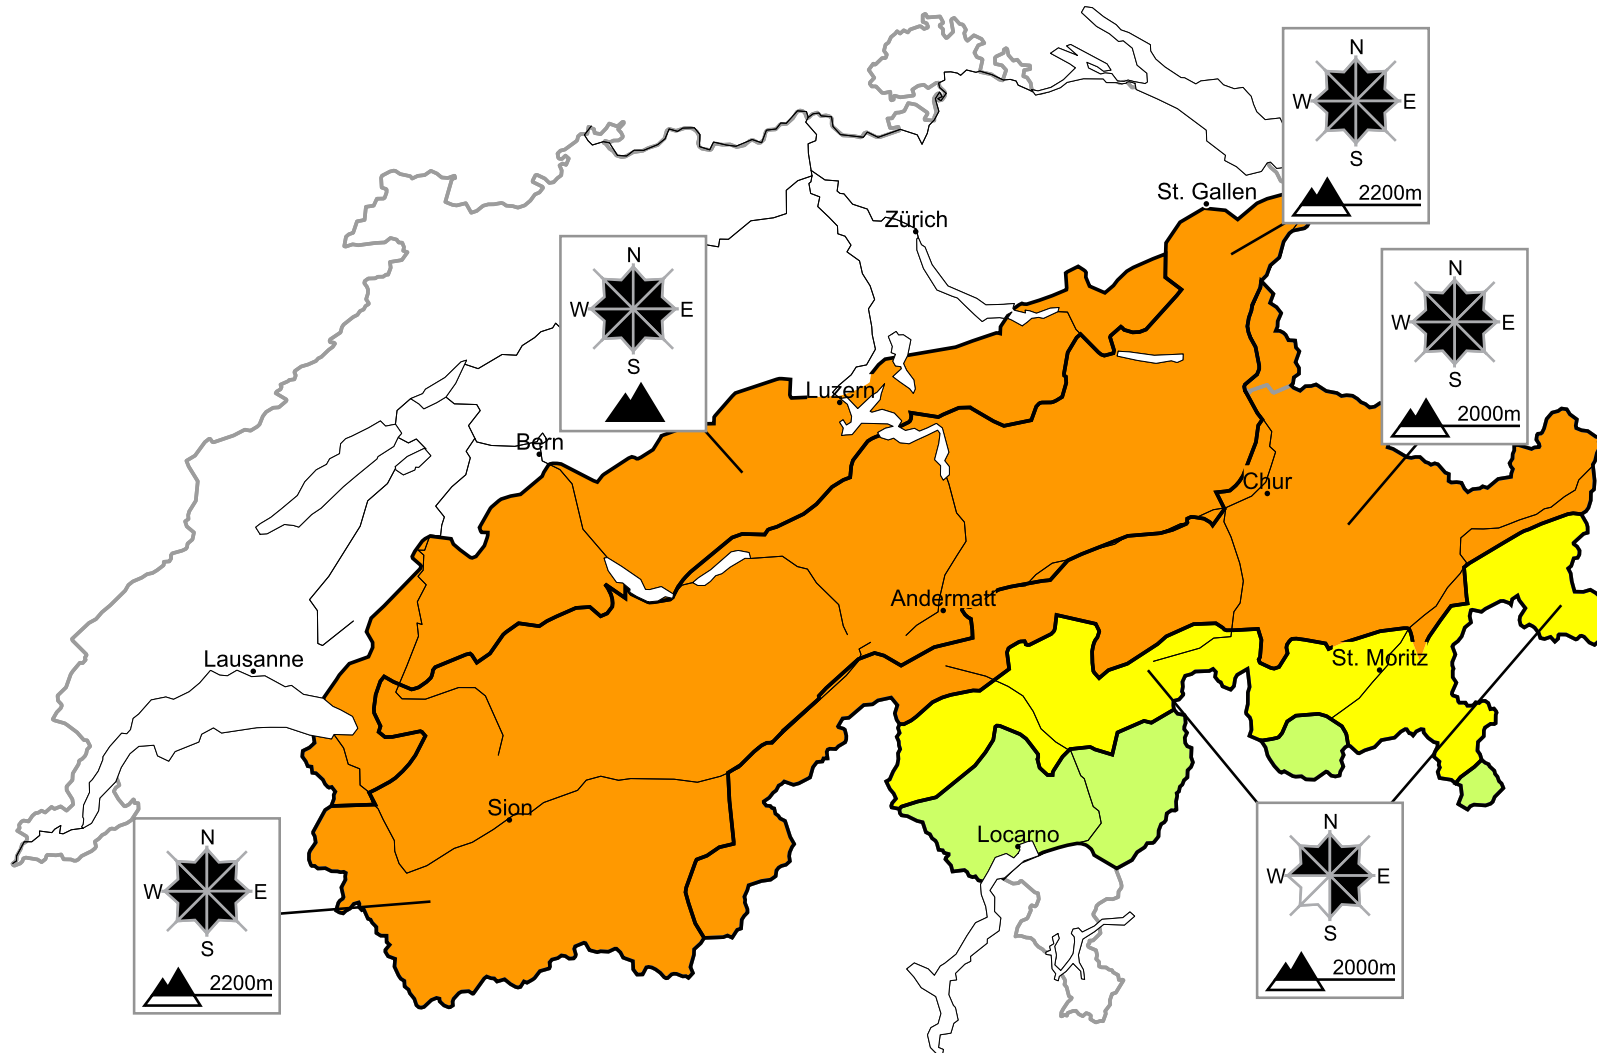 N
W E
S
2200m
St. Gallen
Zürich
N
W E
S
N
W E
S
2000m
Luzern
Bern
Chur
Andermatt
Lausanne
St. Moritz
Sion
Locarno
N
W E
S
2200m
N
W E
S
2000m